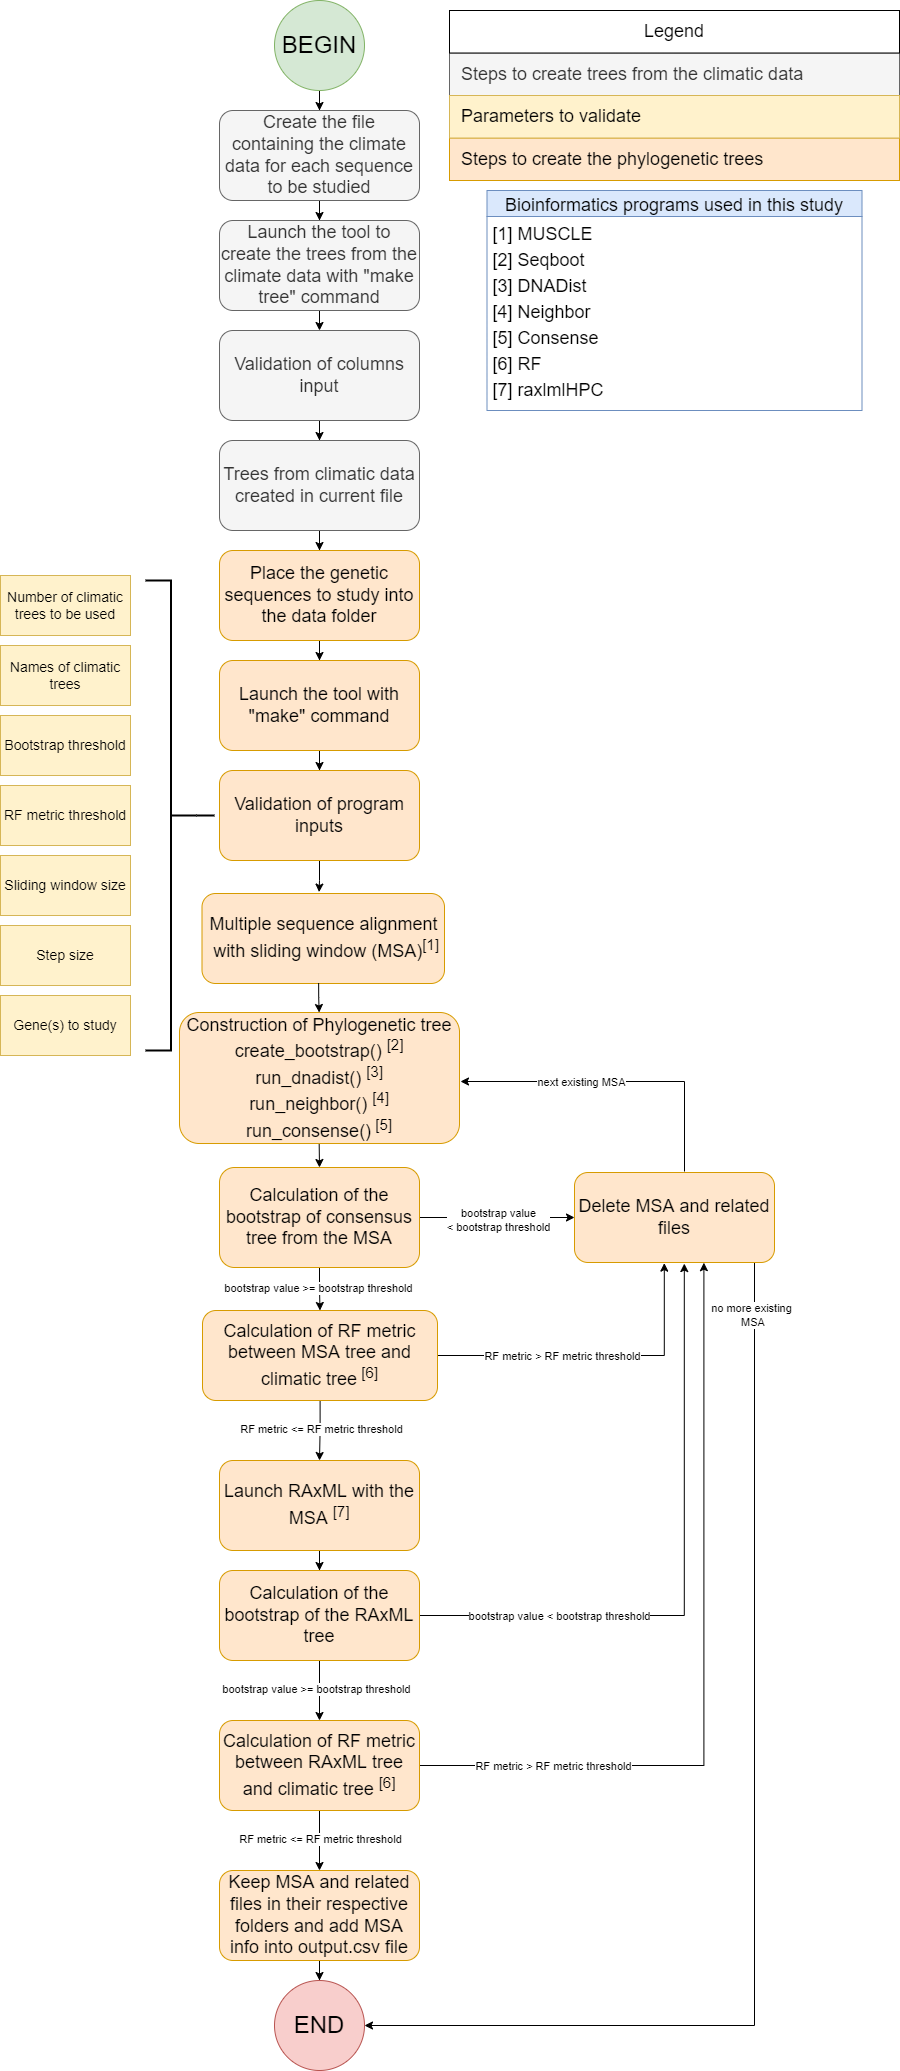 BEGIN
Create the file
containing the climate
data for each sequence
to be studied
Launch the tool to
create the trees from the
climate data with "make
tree" command
Validation of columns
input
Trees from climatic data
created in current file
Legend
Steps to create trees from the climatic data
Parameters to validate
Steps to create the phylogenetic trees
Bioinformatics programs used in this study
[1] MUSCLE
[2] Seqboot
[3] DNADist
[4] Neighbor
[5] Consense
[6] RF
[7] raxlmlHPC
Place the genetic
sequences to study into
the data folder
Launch the tool with
"make" command
Validation of program
inputs
Number of climatic
trees to be used
Names of climatic
trees
Bootstrap threshold
RF metric threshold
Sliding window size
Step size
Gene(s) to study
Multiple sequence alignment
with sliding window (MSA)[1]
Construction of Phylogenetic tree
create_bootstrap() [2]
run_dnadist() [3]
run_neighbor() [4]
run_consense() [5]
next existing MSA
Calculation of the
bootstrap of consensus
tree from the MSA
bootstrap value
< bootstrap threshold
Delete MSA and related
files
bootstrap value >= bootstrap threshold
no more existing
MSA
Calculation of RF metric
between MSA tree and
climatic tree [6]
RF metric > RF metric threshold
RF metric <= RF metric threshold
Launch RAxML with the
MSA [7]
Calculation of the
bootstrap of the RAxML
tree
bootstrap value < bootstrap threshold
bootstrap value >= bootstrap threshold
Calculation of RF metric
between RAxML tree
and climatic tree [6]
RF metric > RF metric threshold
RF metric <= RF metric threshold
Keep MSA and related
files in their respective
folders and add MSA
info into output.csv file
END